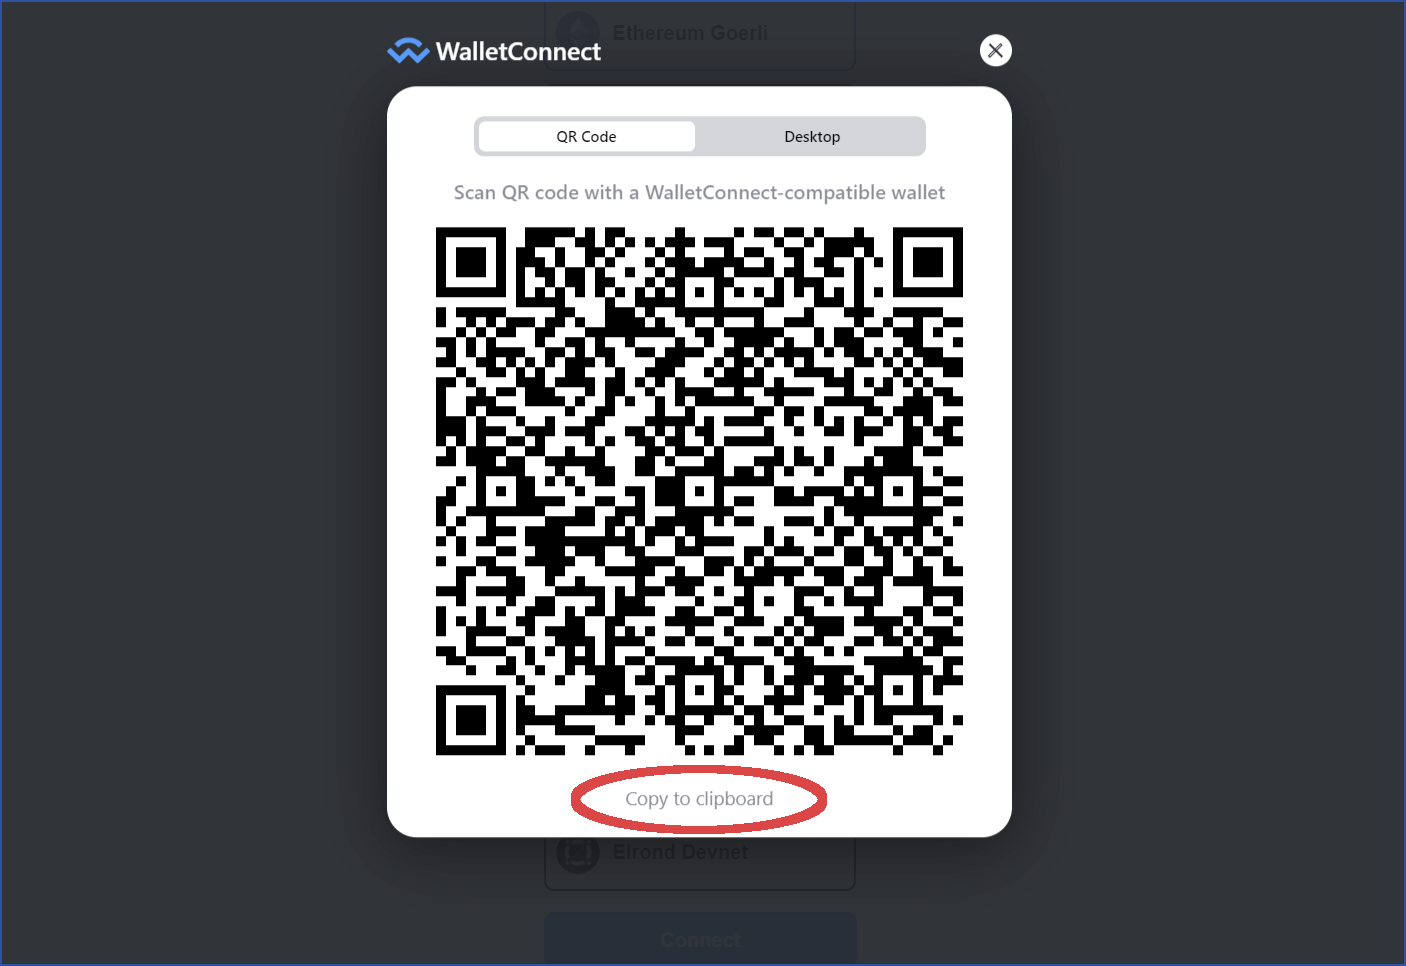 Ethereum Goerli
WalletConnect
QR Code
Desktop
Scan QR code with a WalletConnect-compatible wallet
Copy to clipboard
Elrond Devnet
Connect